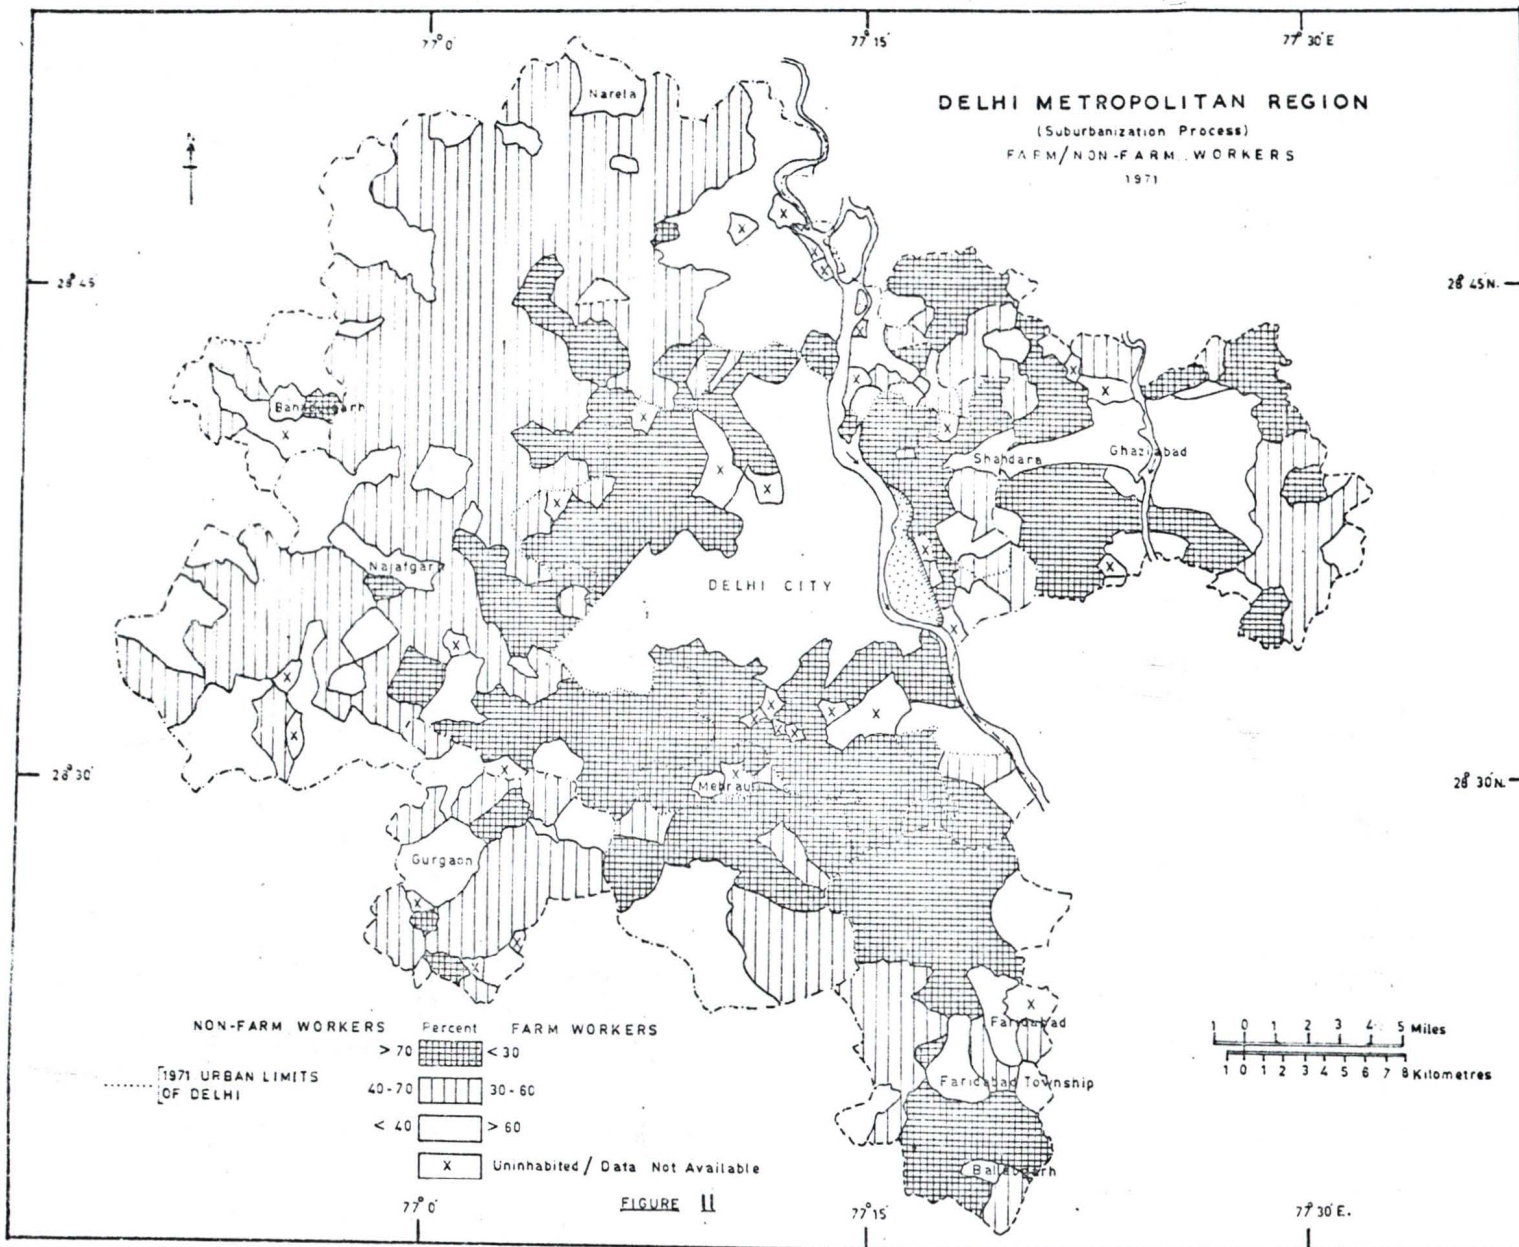 77° 0'
77° 15'
77° 30' E
DELHI METROPOLITAN REGION
(Suburbanization Process)
FARM/NON-FARM WORKERS
1971
Narela
28° 45'
28° 45' N.
Bahadurgarh
Shahdara
Ghaziabad
Najafgarh
DELHI CITY
28° 30'
28° 30' N.
Mehrauli
Gurgaon
Faridabad
Faridabad Township
Ballabgarh
NON-FARM WORKERS Percent FARM WORKERS
> 70 < 30
40-70 30-60
< 40 > 60
X Uninhabited / Data Not Available
1971 URBAN LIMITS
OF DELHI
1 0 1 2 3 4 5 Miles
1 0 1 2 3 4 5 6 7 8 Kilometres
FIGURE II
77° 0'
77° 15'
77° 30' E.